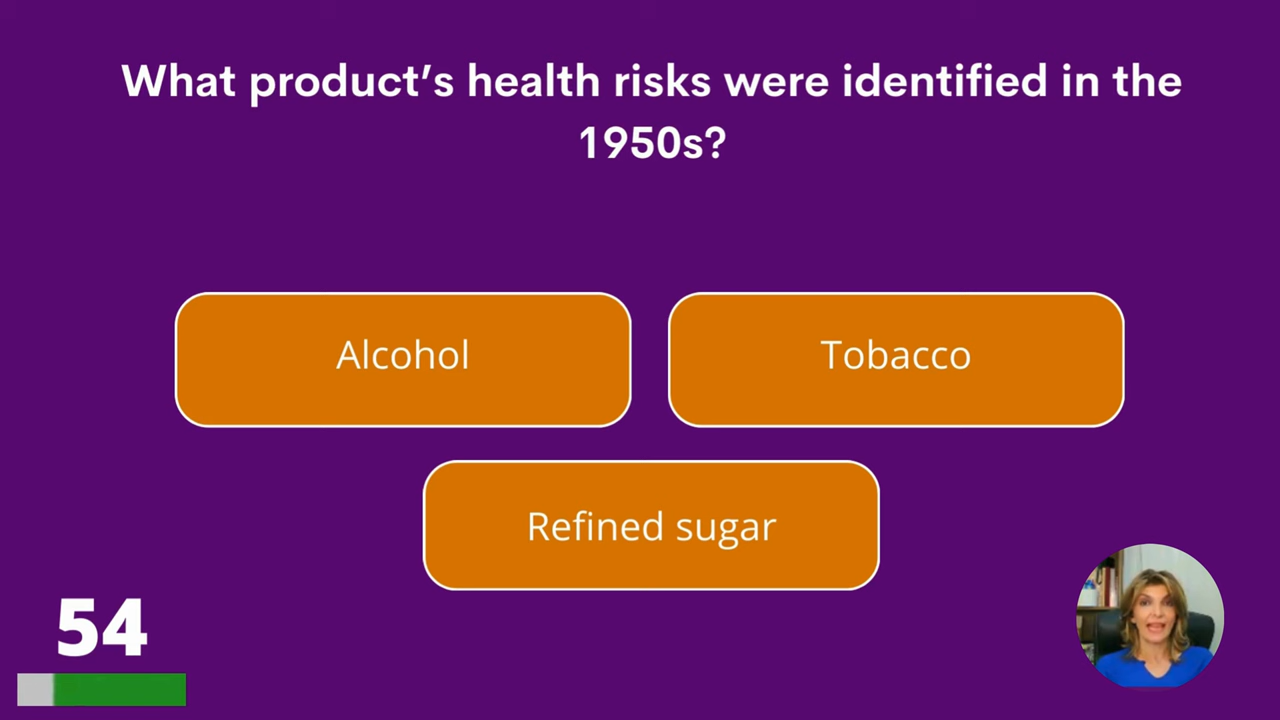 What product’s health risks were identified in the
1950s?
Alcohol
Tobacco
Refined sugar
54